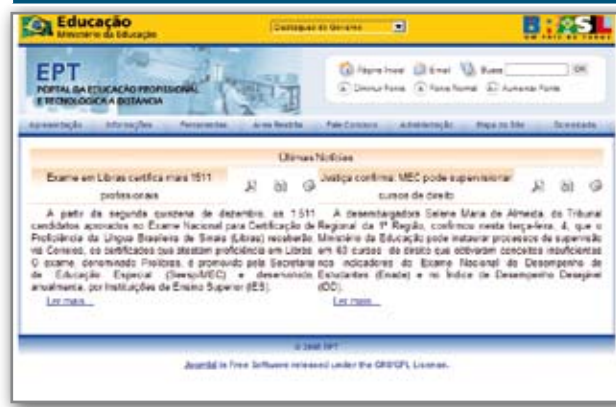 Educação
Ministério da Educação
Destaques do Governo
BRASIL
UM PAÍS DE TODOS
EPT
PORTAL DA EDUCAÇÃO PROFISSIONAL
E TECNOLÓGICA A DISTÂNCIA
Página Inicial Email Busca OK
Diminuir Fonte Fonte Normal Aumentar Fonte
Apresentação Informações Ferramentas Área Restrita Fale Conosco Administração Mapa do Site
Últimas Notícias
Exame em Libras certifica mais 1511
profissionais
A partir da segunda quinzena de dezembro, os 1.511
candidatos aprovados no Exame Nacional para Certificação de
Proficiência da Língua Brasileira de Sinais (Libras) receberão
via Correios, os certificados que atestam proficiência em Libras
O exame, denominado Prolibras, é promovido pela Secretaria
de Educação Especial (Seesp/MEC) e desenvolvido
anualmente, por Instituições de Ensino Superior (IES).
Ler mais...
Justiça confirma: MEC pode supervisionar
cursos de direito
A desembargadora Selene Maria de Almeida, do Tribunal
Regional da 1ª Região, confirmou nesta terça-feira, 4, que o
Ministério da Educação pode instaurar processos de supervisão
em 60 cursos de direito que obtiveram conceitos insuficientes
nos indicadores do Exame Nacional do Desempenho de
Estudantes (Enade) e no Índice de Desempenho Desejável
(IDD).
Ler mais...
EPT
Joomla! is Free Software released under the GNU/GPL License.